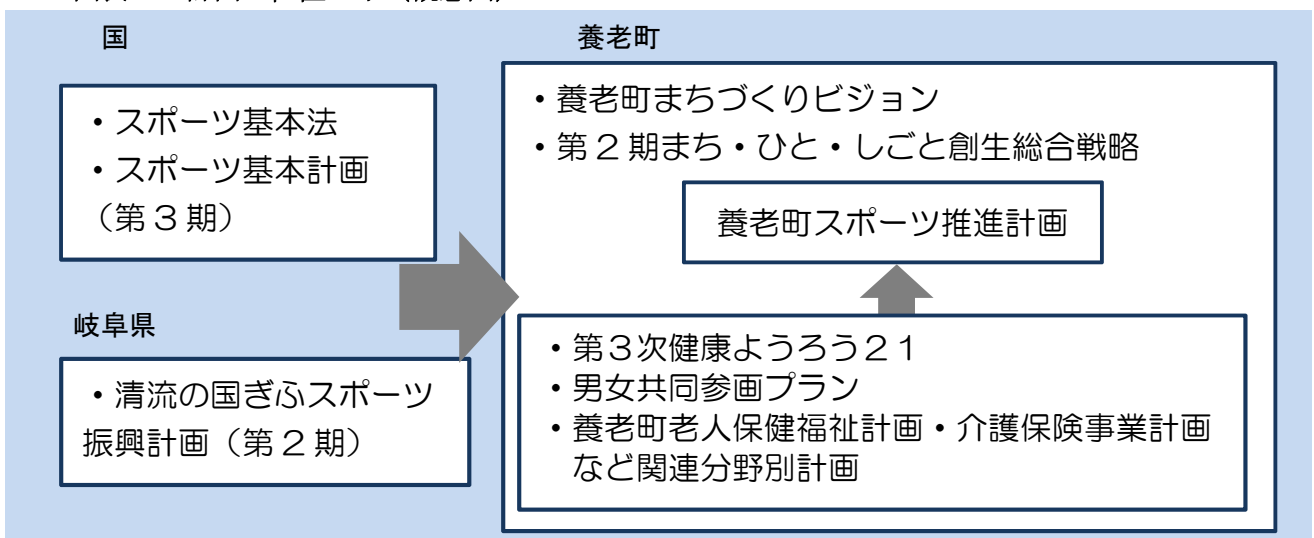 国
・スポーツ基本法
・スポーツ基本計画
（第３期）
岐阜県
・清流の国ぎふスポーツ
振興計画（第２期）
養老町
・養老町まちづくりビジョン
・第２期まち・ひと・しごと創生総合戦略
養老町スポーツ推進計画
・第３次健康ようろう２１
・男女共同参画プラン
・養老町老人保健福祉計画・介護保険事業計画
など関連分野別計画